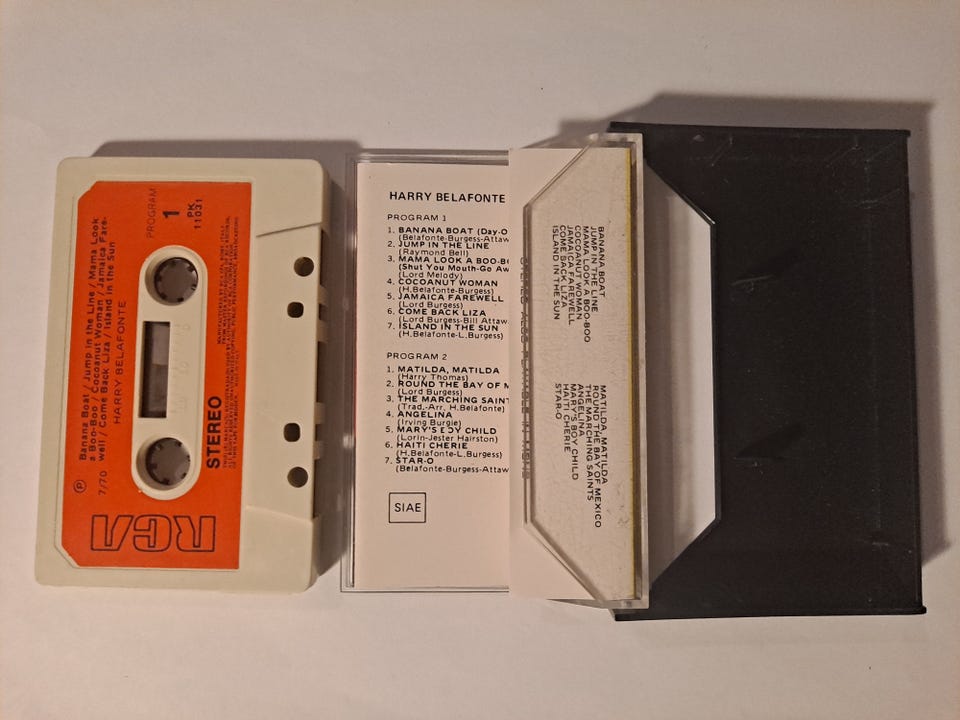 Banana Boat / Jump in the Line / Mama Look
a Boo-Boo / Cocoanut Woman / Jamaica Fare-
well / Come Back Liza / Island in the Sun
HARRY BELAFONTE
PROGRAM
1
PK
11031
Ⓟ 7/70
STEREO
RCA
HARRY BELAFONTE
PROGRAM 1
1. BANANA BOAT (Day-O
(Belafonte-Burgess-Attaw
2. JUMP IN THE LINE
(Raymond Bell)
3. MAMA LOOK A BOO-BO
(Shut You Mouth-Go Aw
(Lord Melody)
4. COCOANUT WOMAN
(H.Belafonte-Burgess)
5. JAMAICA FAREWELL
(Lord Burgess)
6. COME BACK LIZA
(Lord Burgess-Bill Attaw
7. ISLAND IN THE SUN
(H.Belafonte-L.Burgess)
PROGRAM 2
1. MATILDA, MATILDA
(Harry Thomas)
2. ROUND THE BAY OF M
(Lord Burgess)
3. THE MARCHING SAINT
(Trad.-Arr. H.Belafonte)
4. ANGELINA
(Irving Burgie)
5. MARY'S BOY CHILD
(Lorin-Jester Hairston)
6. HAITI CHERIE
(H.Belafonte-L.Burgess)
7. STAR-O
(Belafonte-Burgess-Attaw
SIAE
BANANA BOAT
JUMP IN THE LINE
MAMA LOOK A BOO-BOO
COCOANUT WOMAN
JAMAICA FAREWELL
COME BACK LIZA
ISLAND IN THE SUN
MATILDA, MATILDA
ROUND THE BAY OF MEXICO
THE MARCHING SAINTS
ANGELINA
MARY'S BOY CHILD
HAITI CHERIE
STAR-O